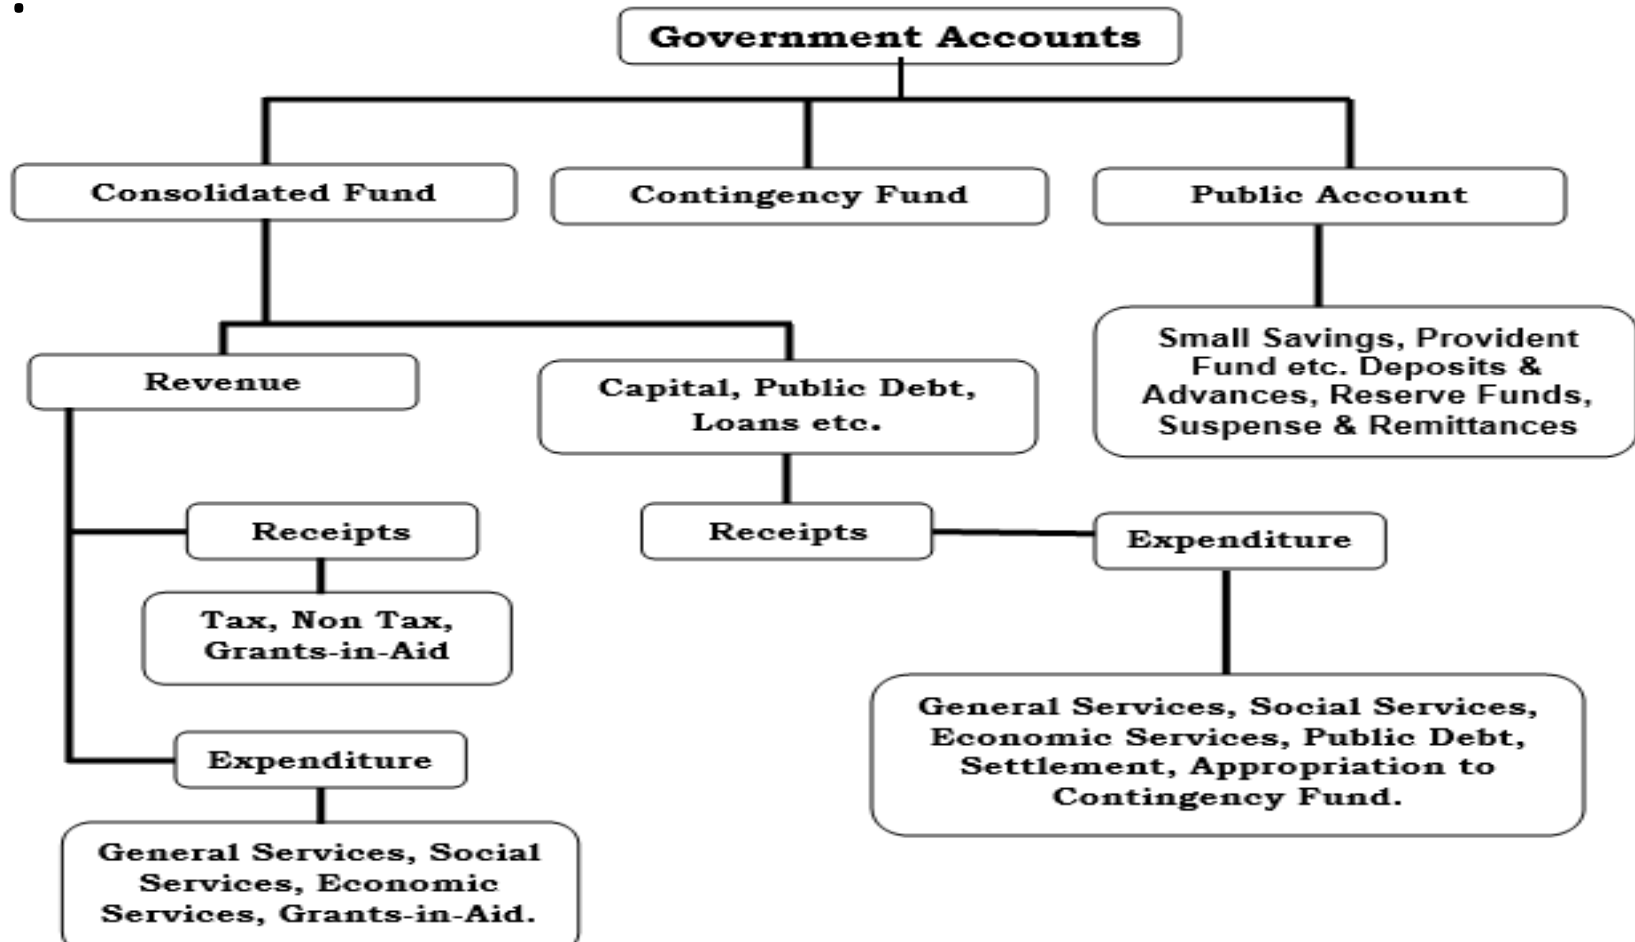 Government Accounts
Consolidated Fund
Contingency Fund
Public Account
Revenue
Capital, Public Debt,
Loans etc.
Small Savings, Provident
Fund etc. Deposits &
Advances, Reserve Funds,
Suspense & Remittances
Receipts
Receipts
Expenditure
Tax, Non Tax,
Grants-in-Aid
General Services, Social Services,
Economic Services, Public Debt,
Settlement, Appropriation to
Contingency Fund.
Expenditure
General Services, Social
Services, Economic
Services, Grants-in-Aid.